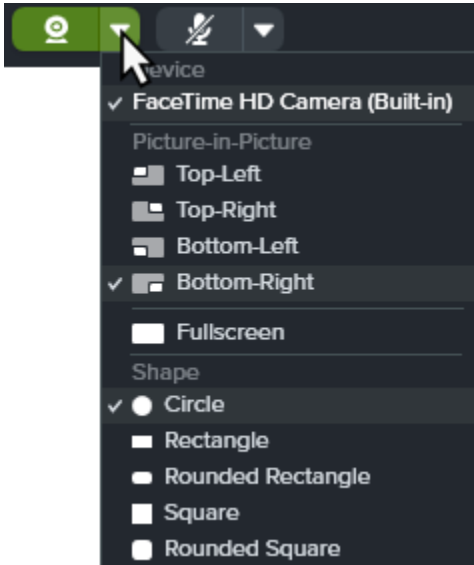 Device
FaceTime HD Camera (Built-in)
Picture-in-Picture
Top-Left
Top-Right
Bottom-Left
Bottom-Right
Fullscreen
Shape
Circle
Rectangle
Rounded Rectangle
Square
Rounded Square